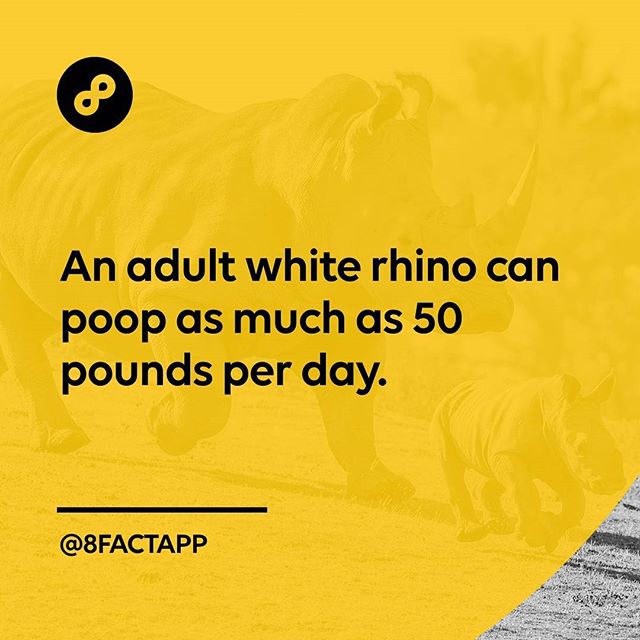 An adult white rhino can
poop as much as 50
pounds per day.
@8FACTAPP